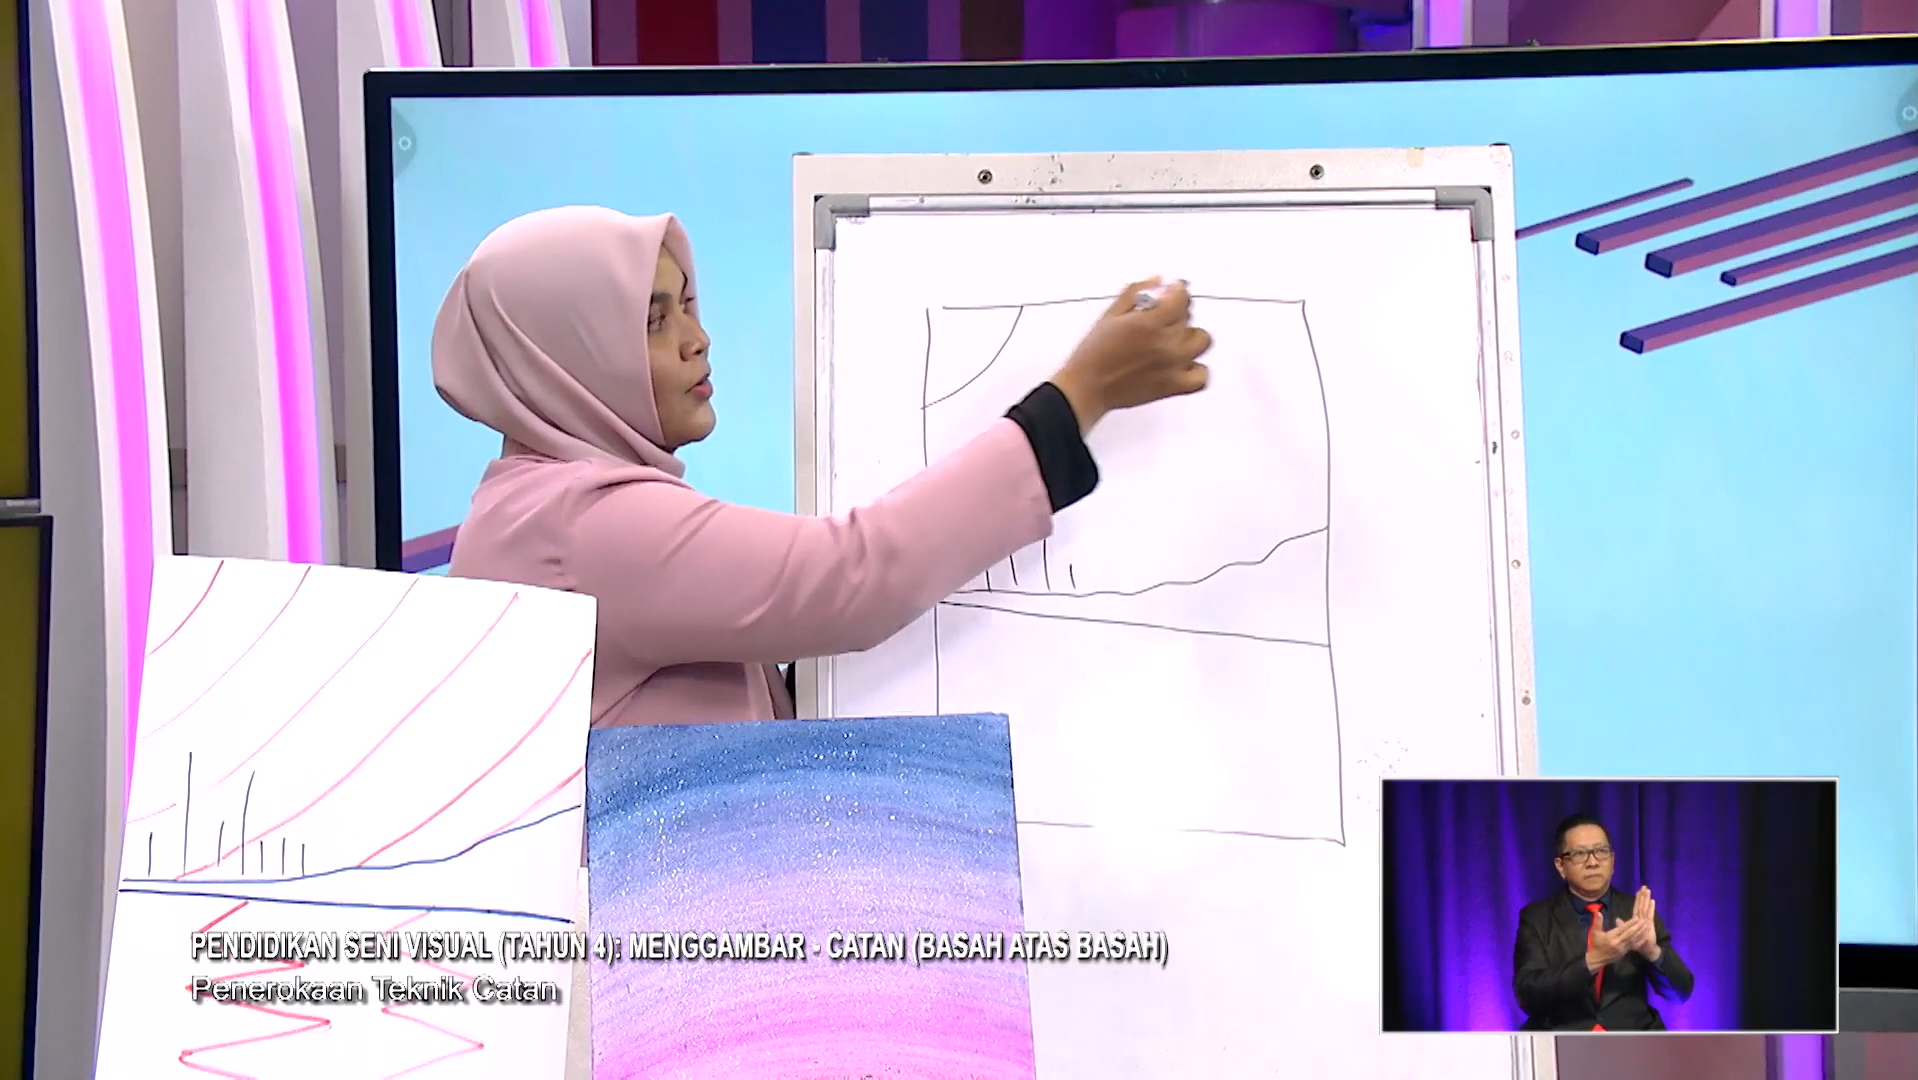 PENDIDIKAN SENI VISUAL (TAHUN 4): MENGGAMBAR - CATAN (BASAH ATAS BASAH)
Penerokaan Teknik Catan